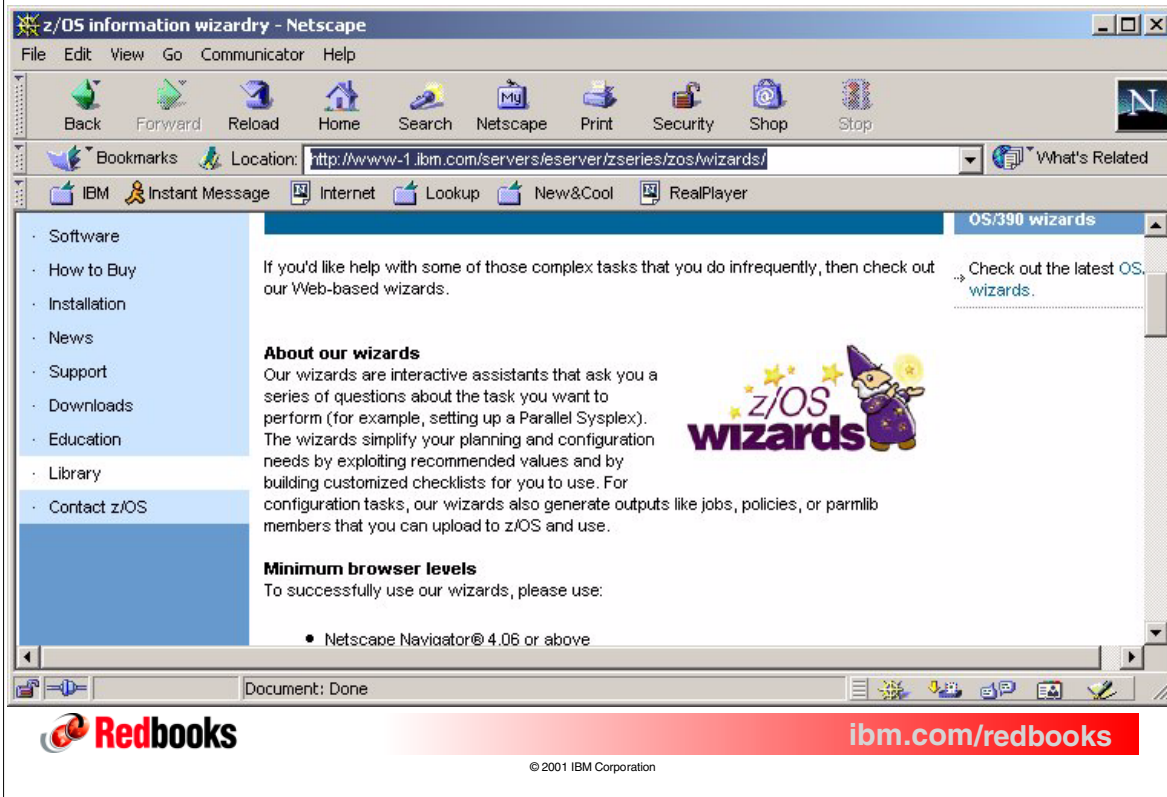 z/OS information wizardry - Netscape
File Edit View Go Communicator Help
Back Forward Reload Home Search Netscape Print Security Shop Stop
My
N
Bookmarks Location: http://www-1.ibm.com/servers/eserver/zseries/zos/wizards/ What's Related
IBM Instant Message Internet Lookup New&Cool RealPlayer
· Software
· How to Buy
· Installation
· News
· Support
· Downloads
· Education
· Library
· Contact z/OS
If you'd like help with some of those complex tasks that you do infrequently, then check out
our Web-based wizards.
About our wizards
Our wizards are interactive assistants that ask you a
series of questions about the task you want to
perform (for example, setting up a Parallel Sysplex).
The wizards simplify your planning and configuration
needs by exploiting recommended values and by
building customized checklists for you to use. For
configuration tasks, our wizards also generate outputs like jobs, policies, or parmlib
members that you can upload to z/OS and use.
z/OS
wizards
Minimum browser levels
To successfully use our wizards, please use:
• Netscape Navigator® 4.06 or above
OS/390 wizards
Check out the latest OS
wizards.
Document: Done
Redbooks
ibm.com/redbooks
© 2001 IBM Corporation